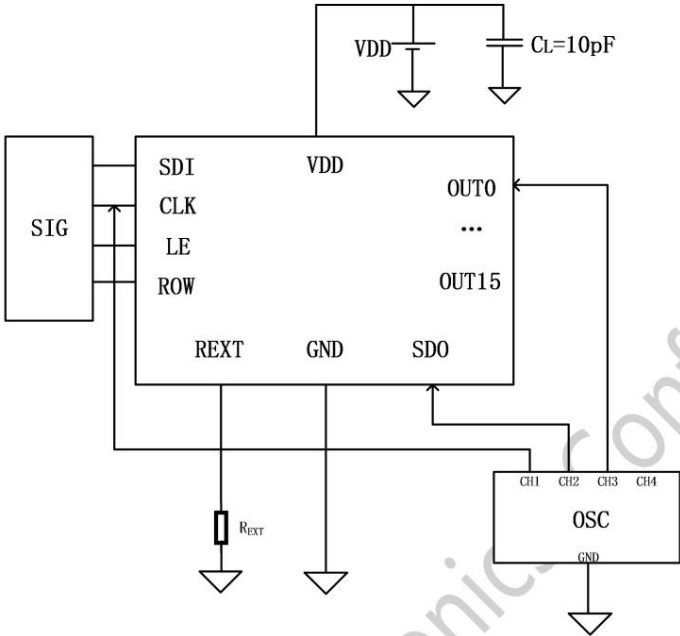 VDD
CL=10pF
SIG
SDI
CLK
LE
ROW
VDD
OUT0
...
OUT15
REXT
GND
SDO
REXT
CH1 CH2 CH3 CH4
OSC
GND